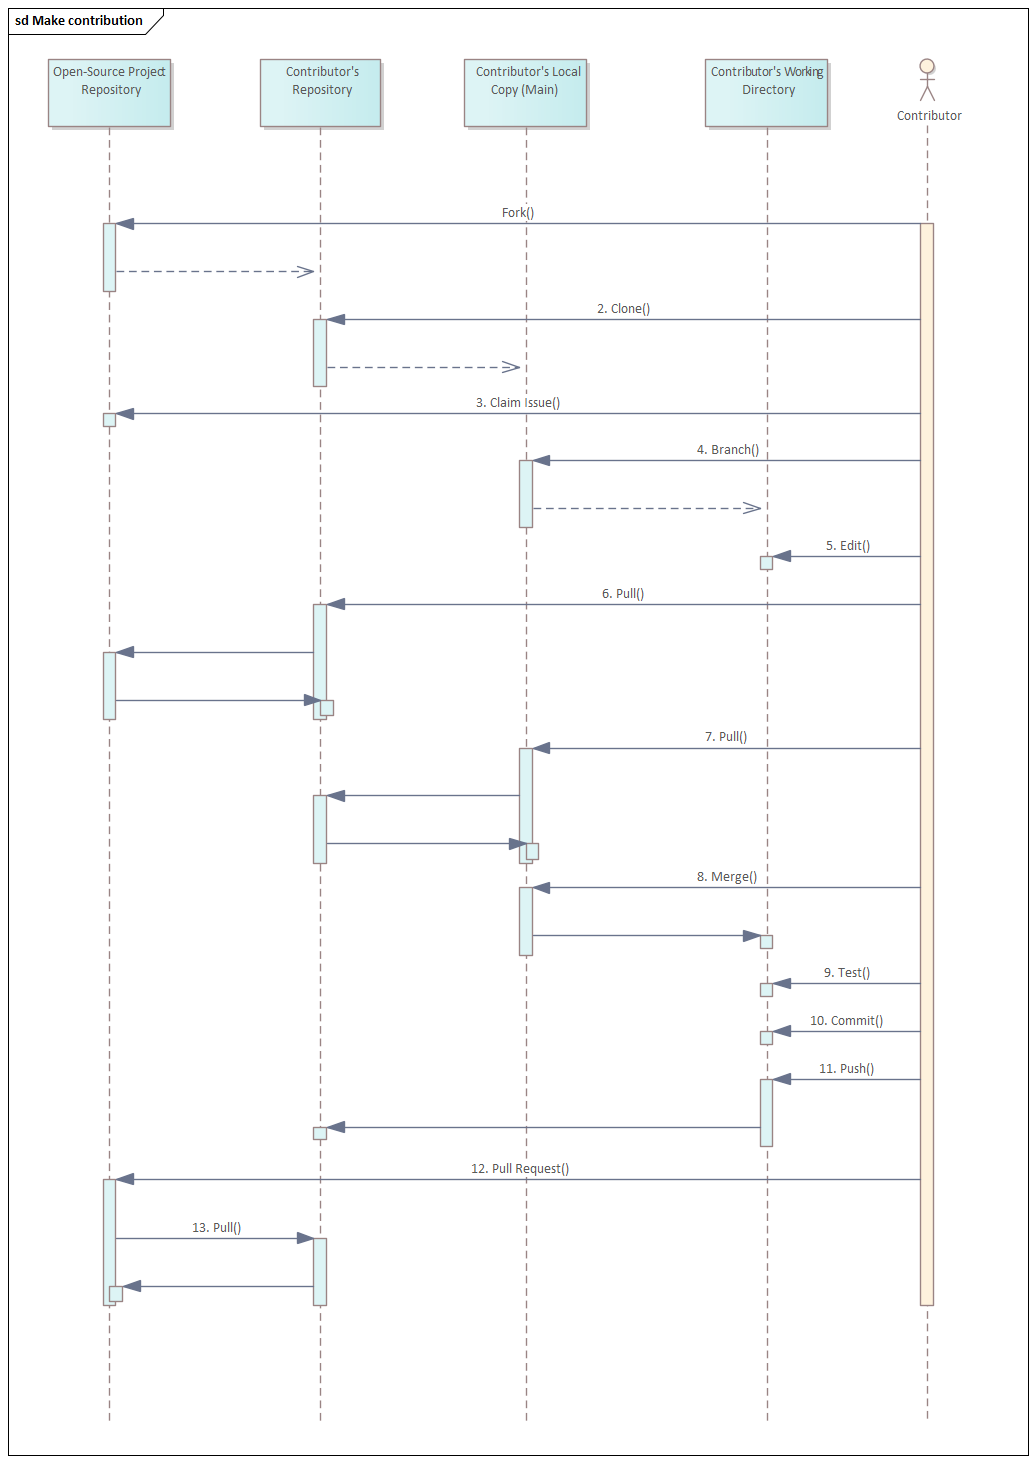 sd Make contribution
Open-Source Project
Repository
Contributor's
Repository
Contributor's Local
Copy (Main)
Contributor's Working
Directory
Contributor
Fork()
2. Clone()
3. Claim Issue()
4. Branch()
5. Edit()
6. Pull()
7. Pull()
8. Merge()
9. Test()
10. Commit()
11. Push()
12. Pull Request()
13. Pull()